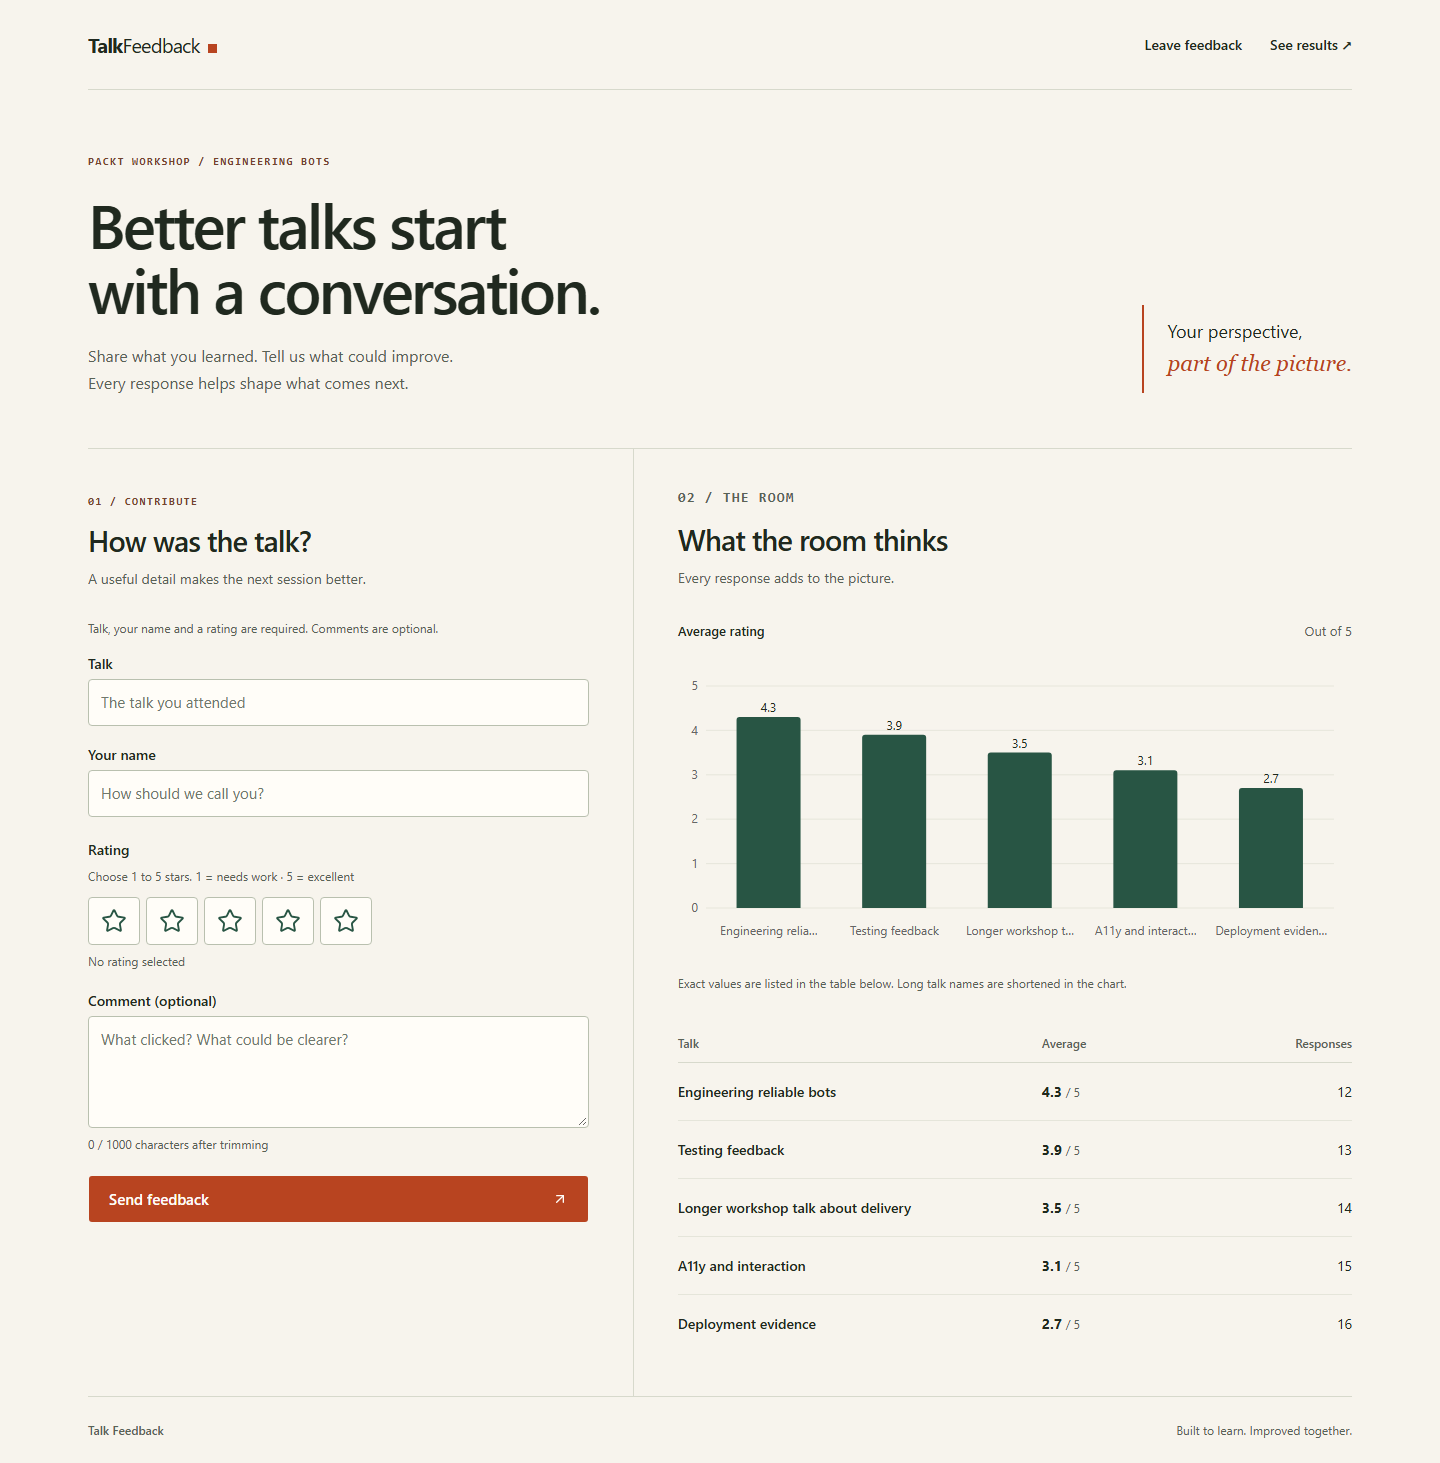 TalkFeedback
Leave feedback
See results ↗
PACKT WORKSHOP / ENGINEERING BOTS
Better talks start
with a conversation.
Share what you learned. Tell us what could improve.
Every response helps shape what comes next.
Your perspective,
part of the picture.
01 / CONTRIBUTE
How was the talk?
A useful detail makes the next session better.
Talk, your name and a rating are required. Comments are optional.
Talk
The talk you attended
Your name
How should we call you?
Rating
Choose 1 to 5 stars. 1 = needs work · 5 = excellent
No rating selected
Comment (optional)
What clicked? What could be clearer?
0 / 1000 characters after trimming
Send feedback
02 / THE ROOM
What the room thinks
Every response adds to the picture.
Average rating
Out of 5
5
4
3
2
1
0
4.3
3.9
3.5
3.1
2.7
Engineering relia...
Testing feedback
Longer workshop t...
A11y and interact...
Deployment eviden...
Exact values are listed in the table below. Long talk names are shortened in the chart.
Talk Average Responses
Engineering reliable bots 4.3 / 5 12
Testing feedback 3.9 / 5 13
Longer workshop talk about delivery 3.5 / 5 14
A11y and interaction 3.1 / 5 15
Deployment evidence 2.7 / 5 16
Talk Feedback
Built to learn. Improved together.